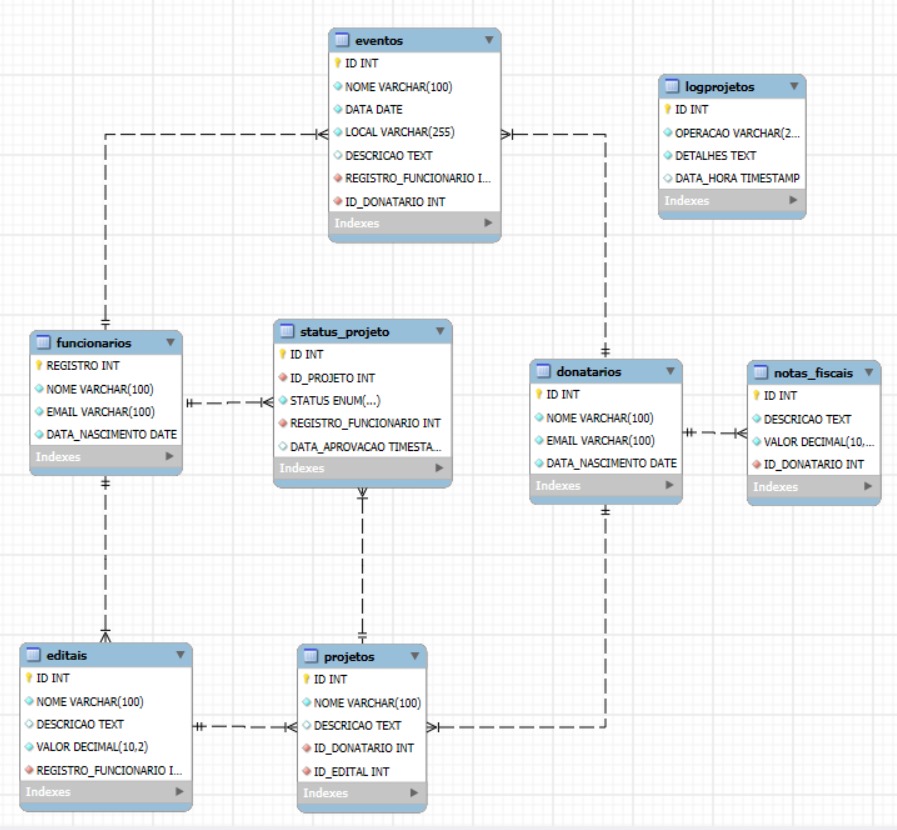 eventos
ID INT
NOME VARCHAR(100)
DATA DATE
LOCAL VARCHAR(255)
DESCRICAO TEXT
REGISTRO_FUNCIONARIO I...
ID_DONATARIO INT
Indexes
logprojetos
ID INT
OPERACAO VARCHAR(2...
DETALHES TEXT
DATA_HORA TIMESTAMP
Indexes
funcionarios
REGISTRO INT
NOME VARCHAR(100)
EMAIL VARCHAR(100)
DATA_NASCIMENTO DATE
Indexes
status_projeto
ID INT
ID_PROJETO INT
STATUS ENUM(...)
REGISTRO_FUNCIONARIO INT
DATA_APROVACAO TIMESTA...
Indexes
donatarios
ID INT
NOME VARCHAR(100)
EMAIL VARCHAR(100)
DATA_NASCIMENTO DATE
Indexes
notas_fiscais
ID INT
DESCRICAO TEXT
VALOR DECIMAL(10,...
ID_DONATARIO INT
Indexes
editais
ID INT
NOME VARCHAR(100)
DESCRICAO TEXT
VALOR DECIMAL(10,2)
REGISTRO_FUNCIONARIO I...
Indexes
projetos
ID INT
NOME VARCHAR(100)
DESCRICAO TEXT
ID_DONATARIO INT
ID_EDITAL INT
Indexes